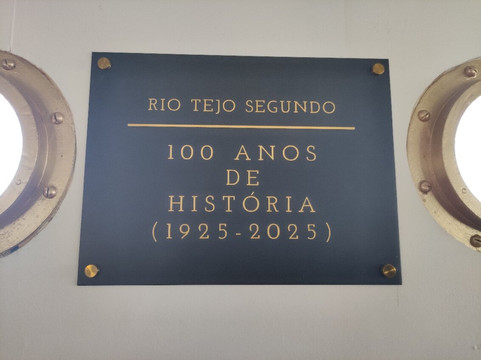 RIO TEJO SEGUNDO
100 ANOS
DE
HISTÓRIA
(1925-2025)